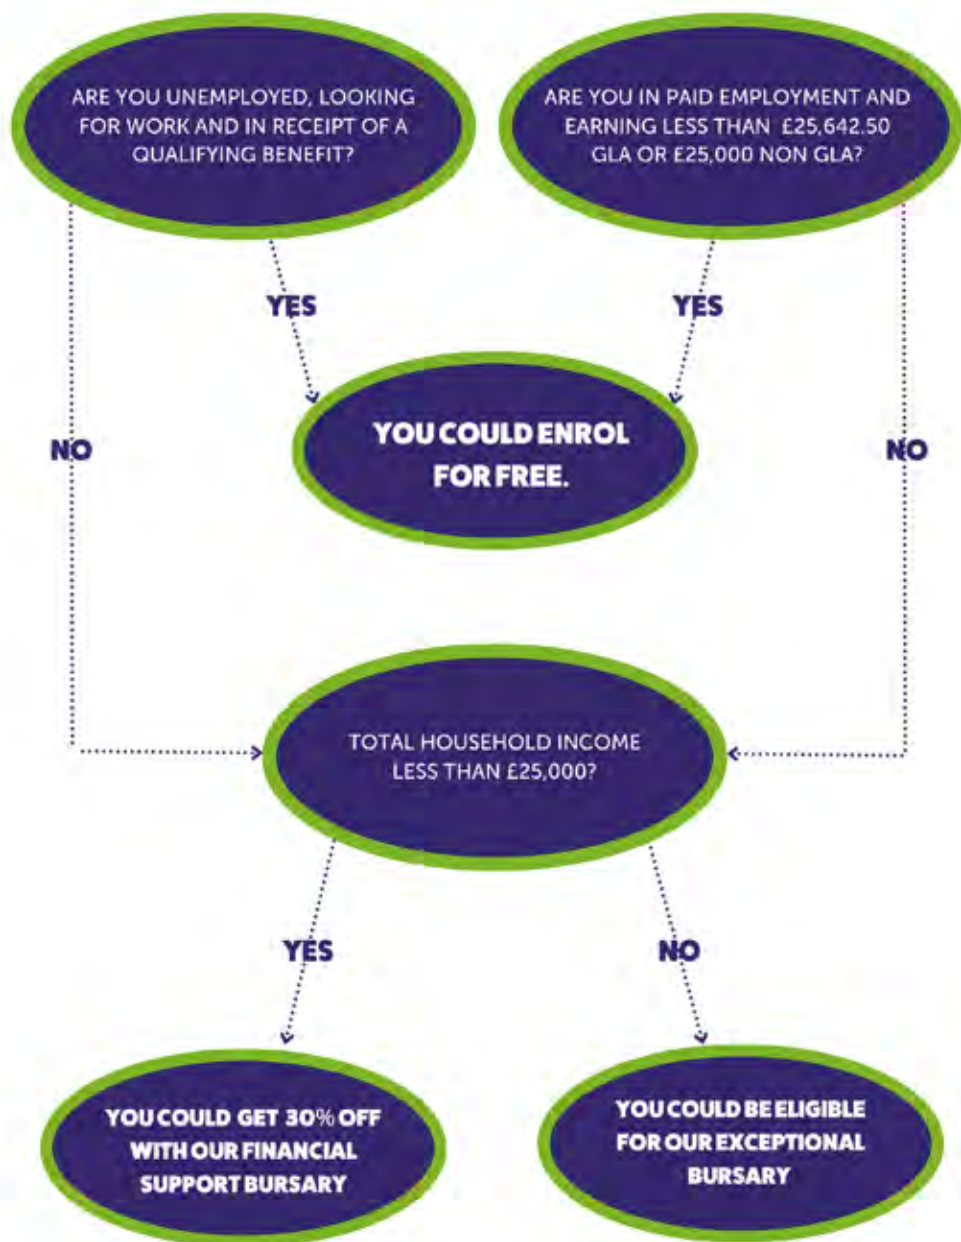 ARE YOU UNEMPLOYED, LOOKING
FOR WORK AND IN RECEIPT OF A
QUALIFYING BENEFIT?
ARE YOU IN PAID EMPLOYMENT AND
EARNING LESS THAN £25,642.50
GLA OR £25,000 NON GLA?
YES
YES
YOU COULD ENROL
FOR FREE.
NO
NO
TOTAL HOUSEHOLD INCOME
LESS THAN £25,000?
YES
NO
YOU COULD GET 30% OFF
WITH OUR FINANCIAL
SUPPORT BURSARY
YOU COULD BE ELIGIBLE
FOR OUR EXCEPTIONAL
BURSARY